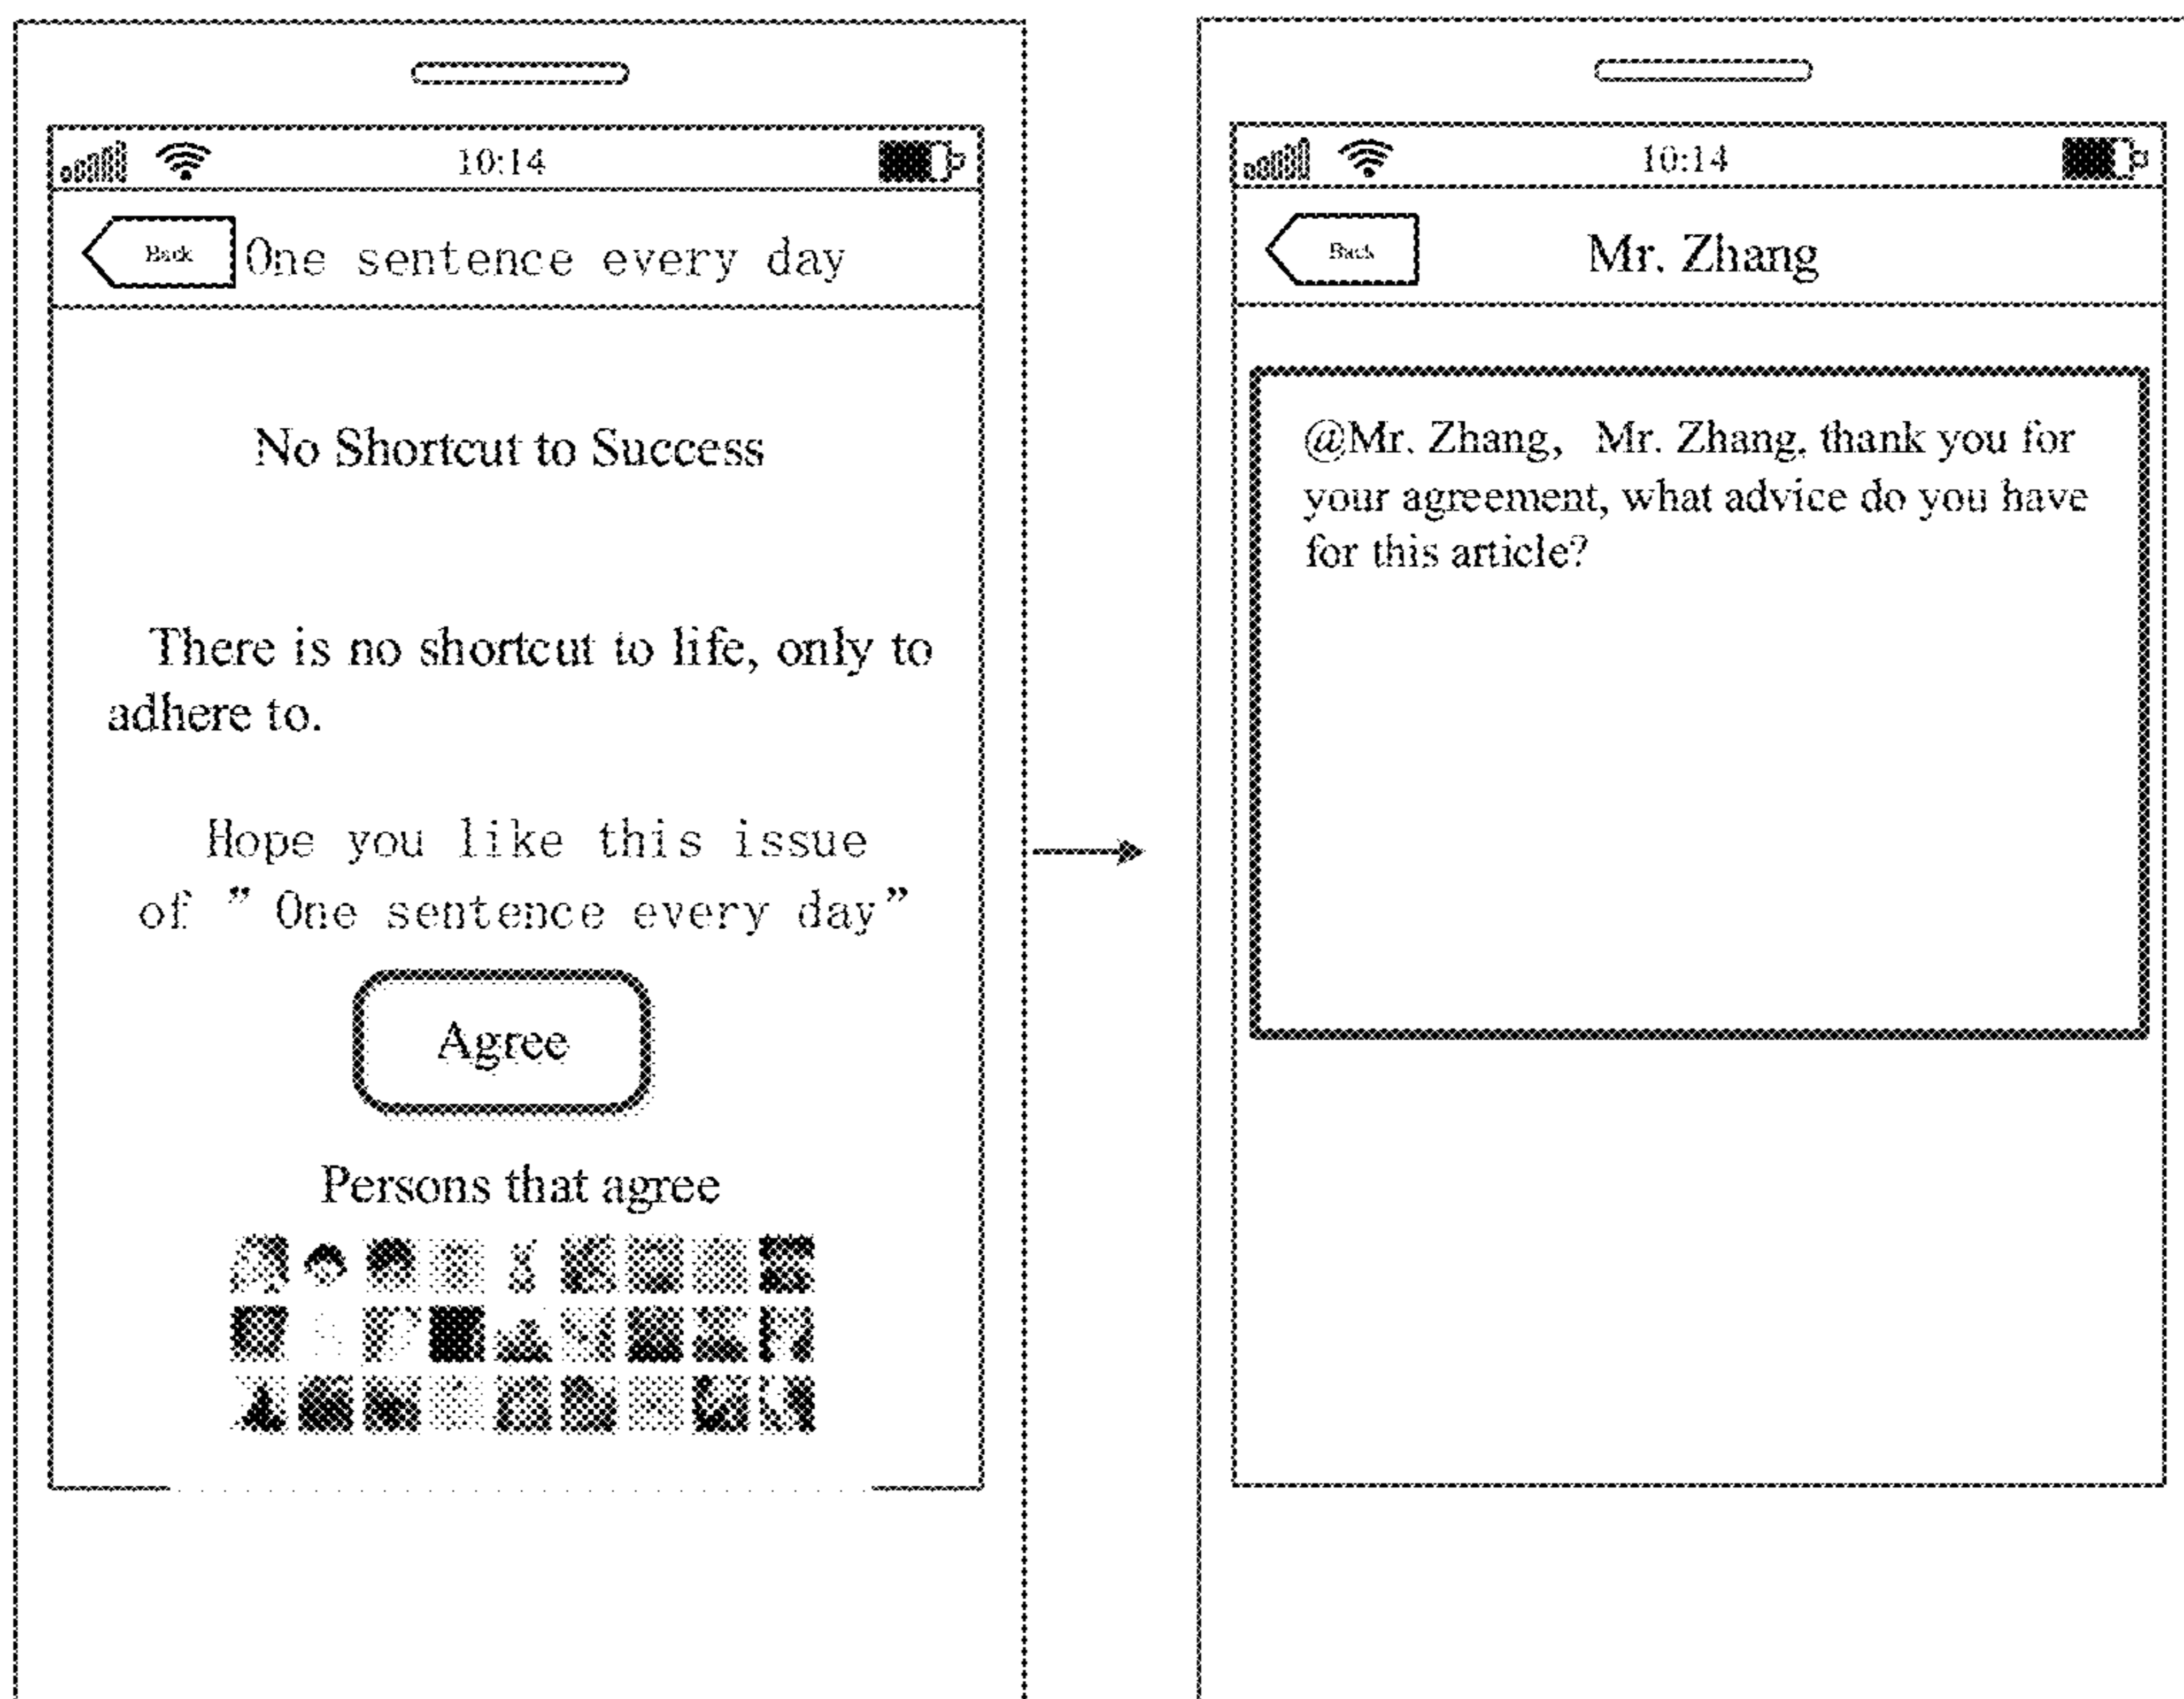 10:14
Back
One sentence every day
No Shortcut to Success
There is no shortcut to life, only to
adhere to.
Hope you like this issue
of ” One sentence every day”
Agree
Persons that agree
10:14
Back
Mr. Zhang
@Mr. Zhang, Mr. Zhang, thank you for
your agreement, what advice do you have
for this article?